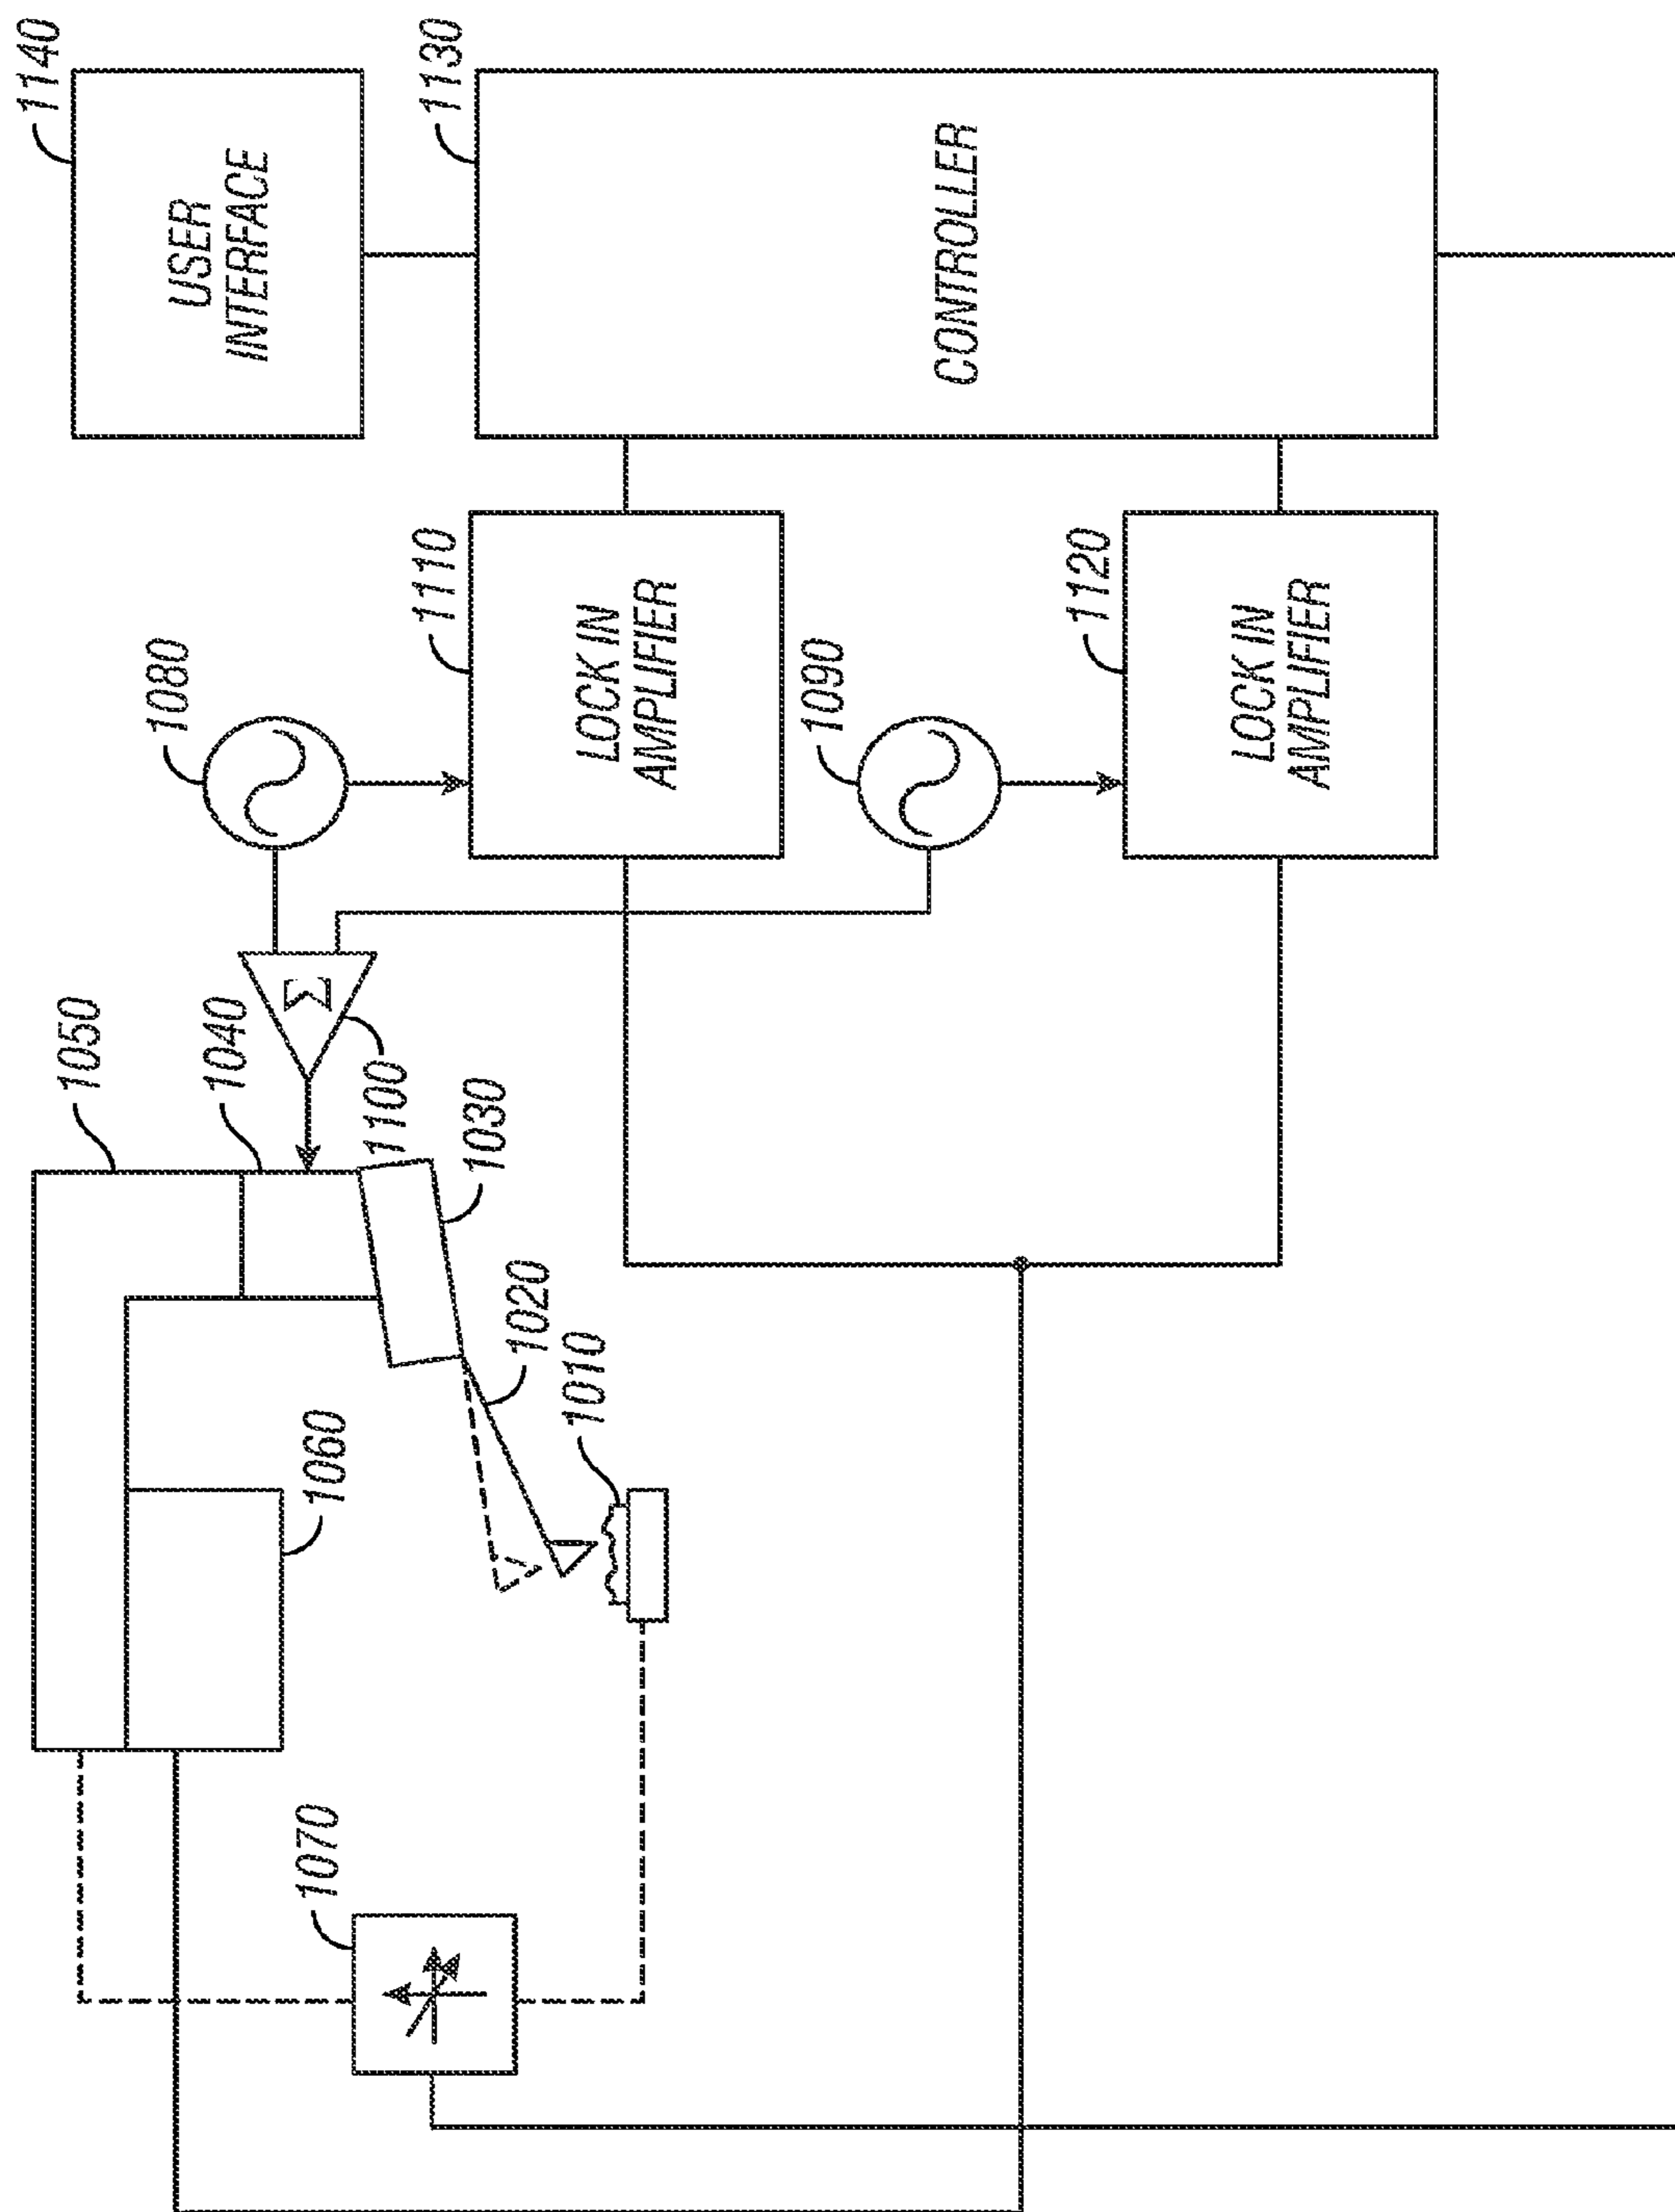 1140
USER
INTERFACE
1130
CONTROLLER
1080
1110
LOCK IN
AMPLIFIER
1090
1120
LOCK IN
AMPLIFIER
1050
1040
Σ
1100
1030
1020
1010
1060
1070